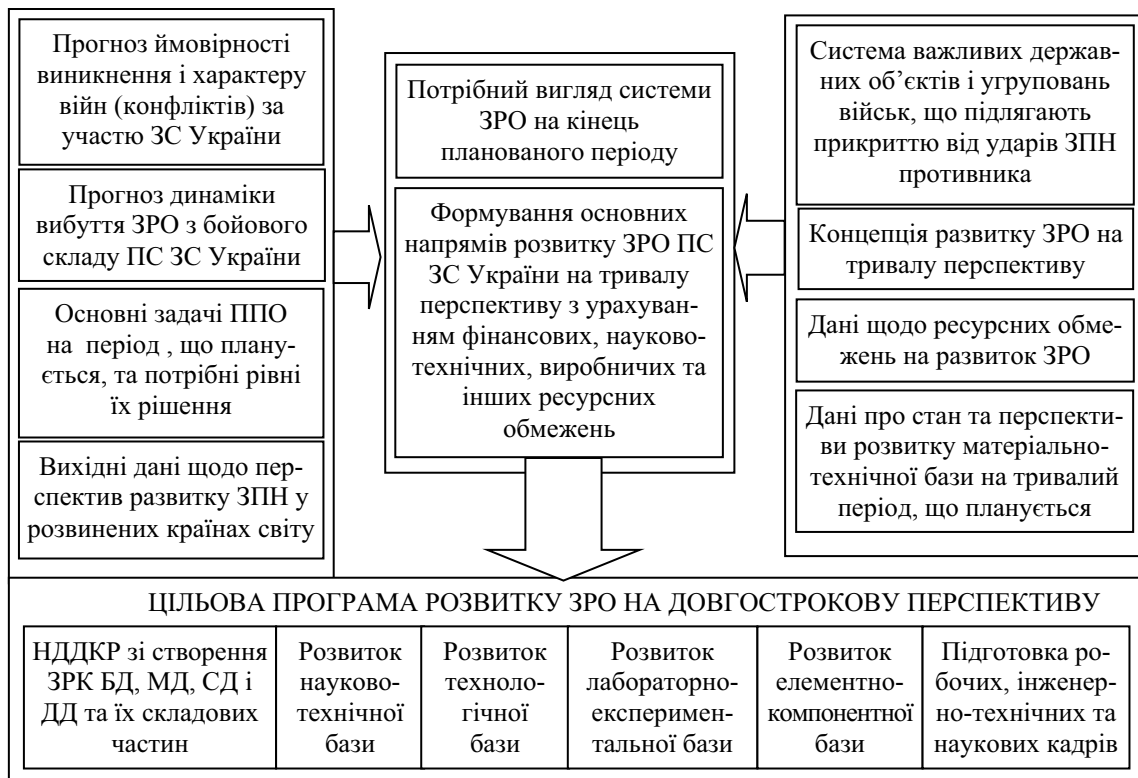 Прогноз ймовірності
виникнення і характеру
війн (конфліктів) за
участю ЗС України
Прогноз динаміки
вибуття ЗРО з бойового
складу ПС ЗС України
Основні задачі ППО
на період , що плану-
ється, та потрібні рівні
їх рішення
Вихідні дані щодо пер-
спектив развитку ЗПН у
розвинених країнах світу
Потрібний вигляд системи
ЗРО на кінець
планованого періоду
Формування основних
напрямів розвитку ЗРО ПС
ЗС України на тривалу
перспективу з урахуван-
ням фінансових, науково-
технічних, виробничих та
інших ресурсних
обмежень
Система важливих держав-
них об’єктів і угруповань
військ, що підлягають
прикриттю від ударів ЗПН
противника
Концепція развитку ЗРО на
тривалу перспективу
Дані щодо ресурсних обме-
жень на развиток ЗРО
Дані про стан та перспекти-
ви розвитку матеріально-
технічної бази на тривалий
період, що планується
ЦІЛЬОВА ПРОГРАМА РОЗВИТКУ ЗРО НА ДОВГОСТРОКОВУ ПЕРСПЕКТИВУ
НДДКР зі створення
ЗРК БД, МД, СД і
ДД та їх складових
частин
Розвиток
науково-
технічної
бази
Розвиток
техноло-
гічної
бази
Розвиток
лабораторно-
експеримен-
тальної бази
Розвиток
елементно-
компонентної
бази
Підготовка ро-
бочих, інженер-
но-технічних та
наукових кадрів